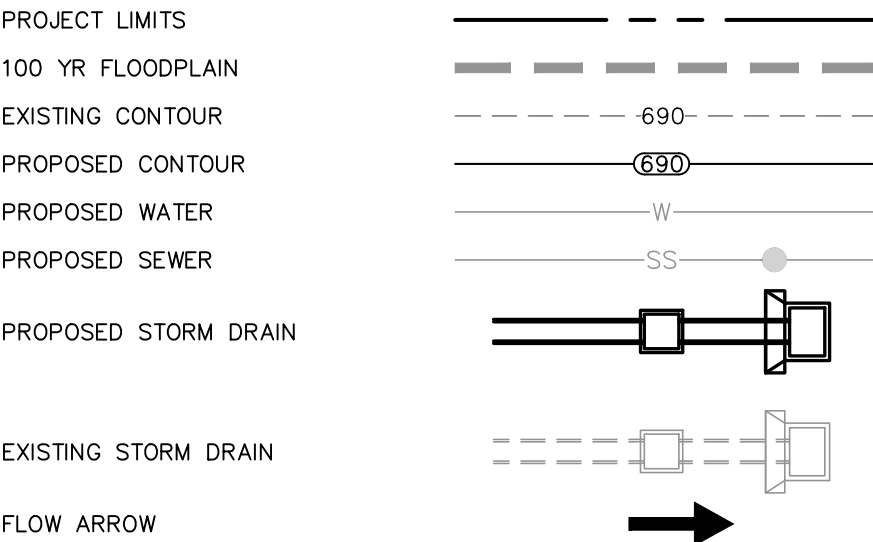 PROJECT LIMITS
100 YR FLOODPLAIN
EXISTING CONTOUR 690
PROPOSED CONTOUR 690
PROPOSED WATER W
PROPOSED SEWER SS
PROPOSED STORM DRAIN
EXISTING STORM DRAIN
FLOW ARROW